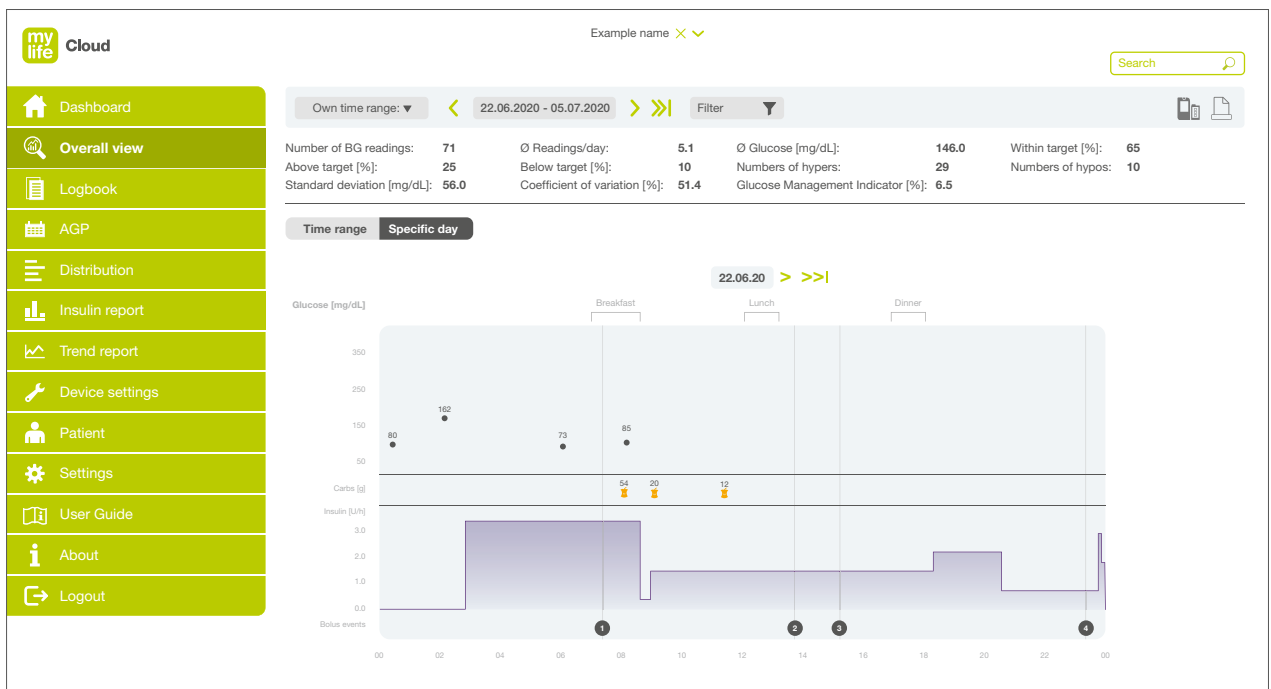 my
life
Cloud
Example name
Search
Dashboard
Overall view
Logbook
AGP
Distribution
Insulin report
Trend report
Device settings
Patient
Settings
User Guide
About
Logout
Own time range: ▼ 22.06.2020 - 05.07.2020 Filter
Number of BG readings: 71 Ø Readings/day: 5.1 Ø Glucose [mg/dL]: 146.0 Within target [%]: 65
Above target [%]: 25 Below target [%]: 10 Numbers of hypers: 29 Numbers of hypos: 10
Standard deviation [mg/dL]: 56.0 Coefficient of variation [%]: 51.4 Glucose Management Indicator [%]: 6.5
Time range Specific day
22.06.20 > >>|
Glucose [mg/dL] Breakfast Lunch Dinner
350
250
162
150
80 73 85
50
Carbs [g] 54 20 12
Insulin [U/h]
3.0
2.0
1.0
0.0
Bolus events 1 2 3 4
00 02 04 06 08 10 12 14 16 18 20 22 00